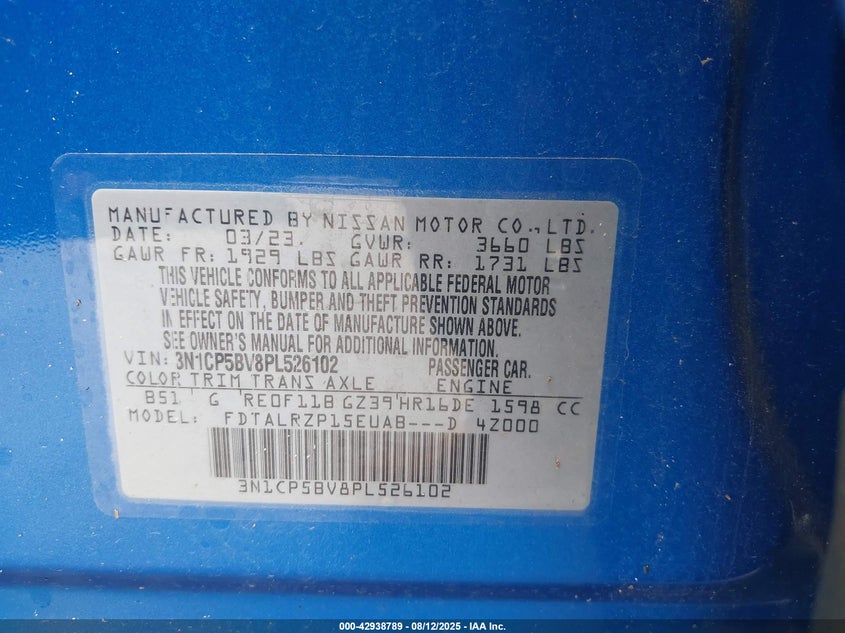 MANUFACTURED BY NISSAN MOTOR CO., LTD.
DATE: 03/23. GVWR: 3660 LBS
GAWR FR: 1929 LBS GAWR RR: 1731 LBS
THIS VEHICLE CONFORMS TO ALL APPLICABLE FEDERAL MOTOR
VEHICLE SAFETY, BUMPER AND THEFT PREVENTION STANDARDS
IN EFFECT ON THE DATE OF MANUFACTURE SHOWN ABOVE.
SEE OWNER'S MANUAL FOR ADDITIONAL INFORMATION.
VIN: 3N1CP5BV8PL526102 PASSENGER CAR.
COLOR TRIM TRANS AXLE ENGINE
B51 G RE0F11B GZ39 HR16DE 1598 CC
MODEL: FDTALRZP15EUAB---D 4Z000
3N1CP5BV8PL526102
000-42938789 - 08/12/2025 - IAA Inc.